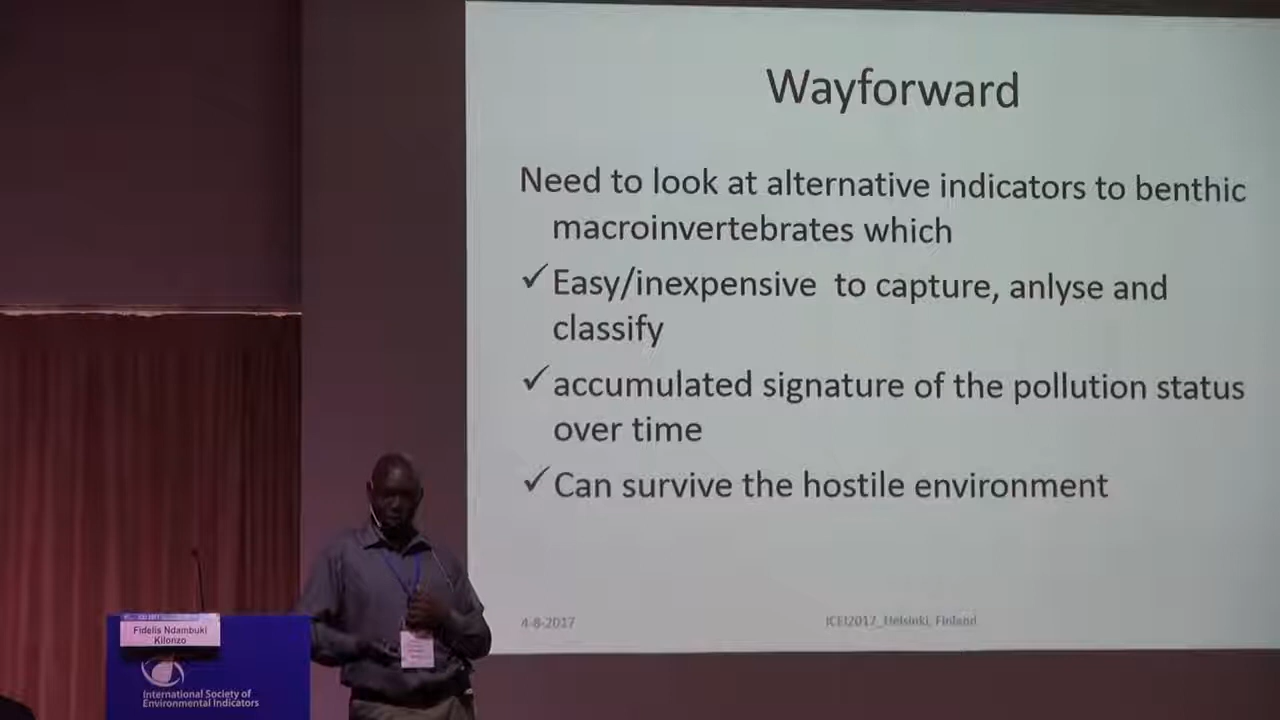 Wayforward
Need to look at alternative indicators to benthic
macroinvertebrates which
✓Easy/inexpensive to capture, anlyse and
classify
✓accumulated signature of the pollution status
over time
✓Can survive the hostile environment
4-8-2017
ICEI2017_Helsinki, Finland
Fidelis Ndambuki
Kilonzo
International Society of
Environmental Indicators